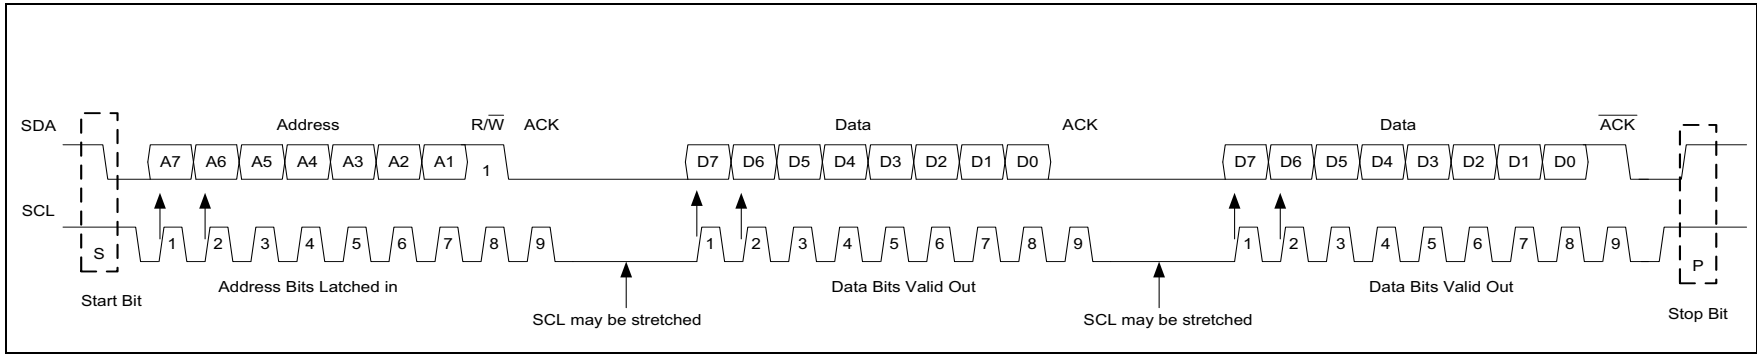 SDA Address R/W̅ ACK Data ACK Data A̅C̅K̅
A7 A6 A5 A4 A3 A2 A1 1 D7 D6 D5 D4 D3 D2 D1 D0 D7 D6 D5 D4 D3 D2 D1 D0
SCL
S 1 2 3 4 5 6 7 8 9 1 2 3 4 5 6 7 8 9 1 2 3 4 5 6 7 8 9 P
Start Bit Address Bits Latched in Data Bits Valid Out Data Bits Valid Out
SCL may be stretched SCL may be stretched Stop Bit